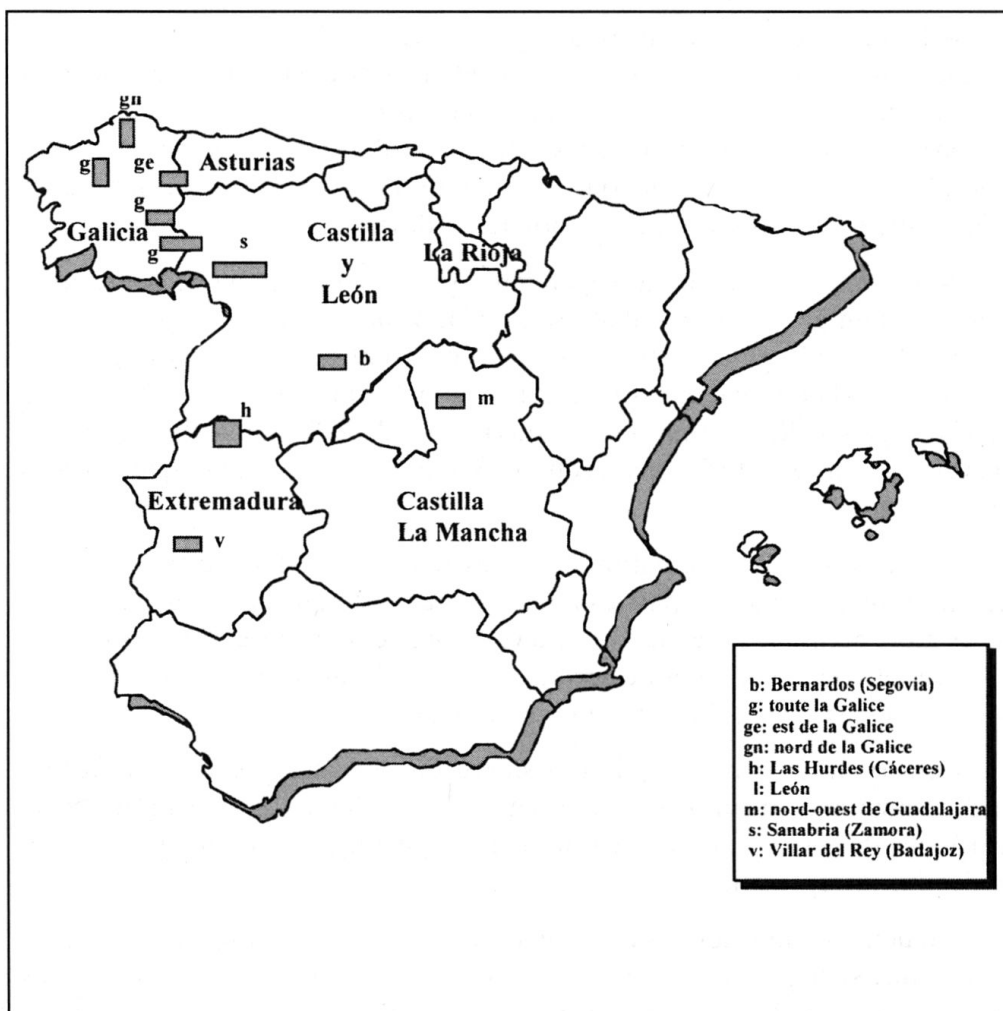 gn
g
ge
Asturias
g
Galicia
g
s
Castilla
y
León
La Rioja
b
m
h
Extremadura
Castilla
La Mancha
v
b: Bernardos (Segovia)
g: toute la Galice
ge: est de la Galice
gn: nord de la Galice
h: Las Hurdes (Cáceres)
l: León
m: nord-ouest de Guadalajara
s: Sanabria (Zamora)
v: Villar del Rey (Badajoz)